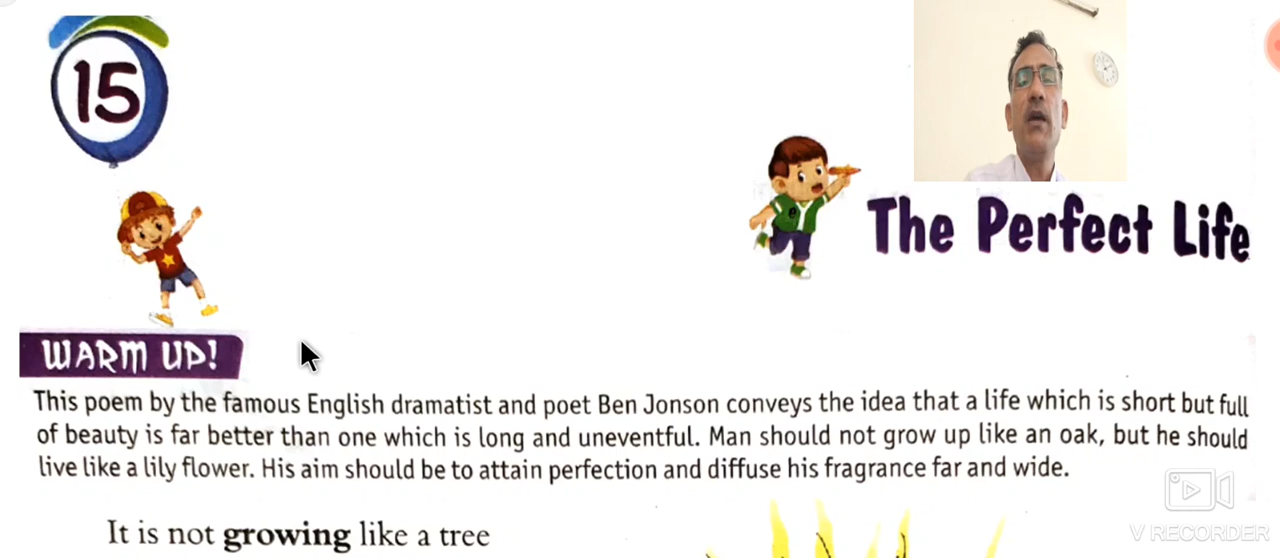 15
The Perfect Life
WARM UP!
This poem by the famous English dramatist and poet Ben Jonson conveys the idea that a life which is short but full
of beauty is far better than one which is long and uneventful. Man should not grow up like an oak, but he should
live like a lily flower. His aim should be to attain perfection and diffuse his fragrance far and wide.
It is not growing like a tree
V RECORDER